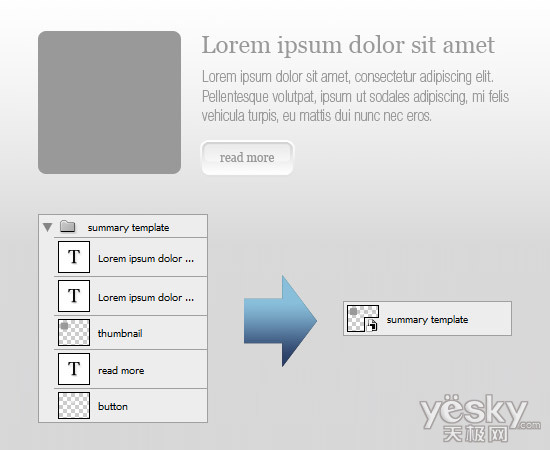 Lorem ipsum dolor sit amet
Lorem ipsum dolor sit amet, consectetur adipiscing elit.
Pellentesque volutpat, ipsum ut sodales adipiscing, mi felis
vehicula turpis, eu mattis dui nunc nec eros.
read more
summary template
T
Lorem ipsum dolor ...
T
Lorem ipsum dolor ...
thumbnail
T
read more
button
summary template
yësky
.com
天极网